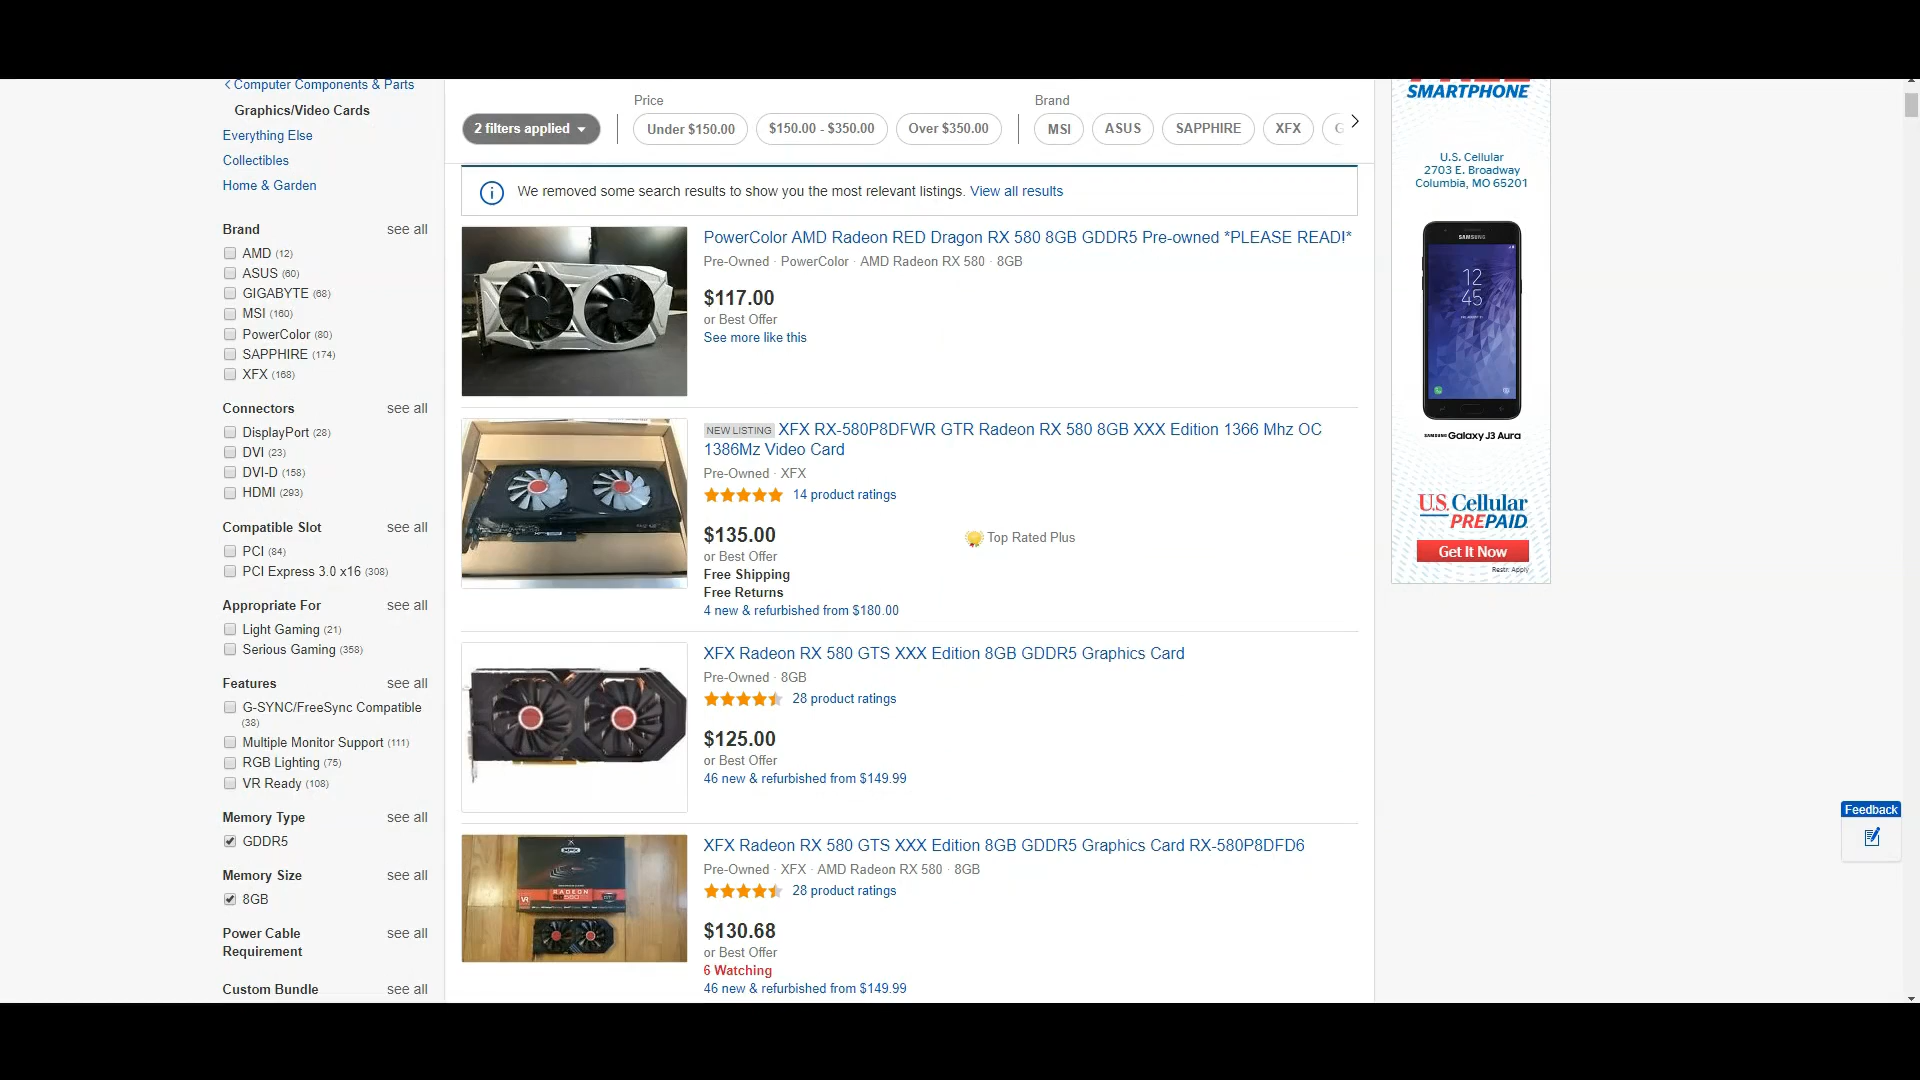 Computer Components & Parts
Graphics/Video Cards
Everything Else
Collectibles
Home & Garden
Brand see all
AMD (12)
ASUS (60)
GIGABYTE (68)
MSI (160)
PowerColor (80)
SAPPHIRE (174)
XFX (168)
Connectors see all
DisplayPort (28)
DVI (23)
DVI-D (158)
HDMI (293)
Compatible Slot see all
PCI (84)
PCI Express 3.0 x16 (308)
Appropriate For see all
Light Gaming (21)
Serious Gaming (358)
Features see all
G-SYNC/FreeSync Compatible
(38)
Multiple Monitor Support (111)
RGB Lighting (75)
VR Ready (108)
Memory Type see all
GDDR5
Memory Size see all
8GB
Power Cable see all
Requirement
Custom Bundle see all
Price Brand
2 filters applied Under $150.00 $150.00 - $350.00 Over $350.00 MSI ASUS SAPPHIRE XFX
We removed some search results to show you the most relevant listings. View all results
PowerColor AMD Radeon RED Dragon RX 580 8GB GDDR5 Pre-owned *PLEASE READ!*
Pre-Owned · PowerColor · AMD Radeon RX 580 · 8GB
$117.00
or Best Offer
See more like this
NEW LISTING XFX RX-580P8DFWR GTR Radeon RX 580 8GB XXX Edition 1366 Mhz OC
1386Mz Video Card
Pre-Owned · XFX
14 product ratings
$135.00 Top Rated Plus
or Best Offer
Free Shipping
Free Returns
4 new & refurbished from $180.00
XFX Radeon RX 580 GTS XXX Edition 8GB GDDR5 Graphics Card
Pre-Owned · 8GB
28 product ratings
$125.00
or Best Offer
46 new & refurbished from $149.99
XFX Radeon RX 580 GTS XXX Edition 8GB GDDR5 Graphics Card RX-580P8DFD6
Pre-Owned · XFX · AMD Radeon RX 580 · 8GB
28 product ratings
$130.68
or Best Offer
6 Watching
46 new & refurbished from $149.99
SMARTPHONE
U.S. Cellular
2703 E. Broadway
Columbia, MO 65201
SAMSUNG
12
45
SAMSUNG Galaxy J3 Aura
U.S. Cellular
PREPAID
Get It Now
Restr. Apply
Feedback